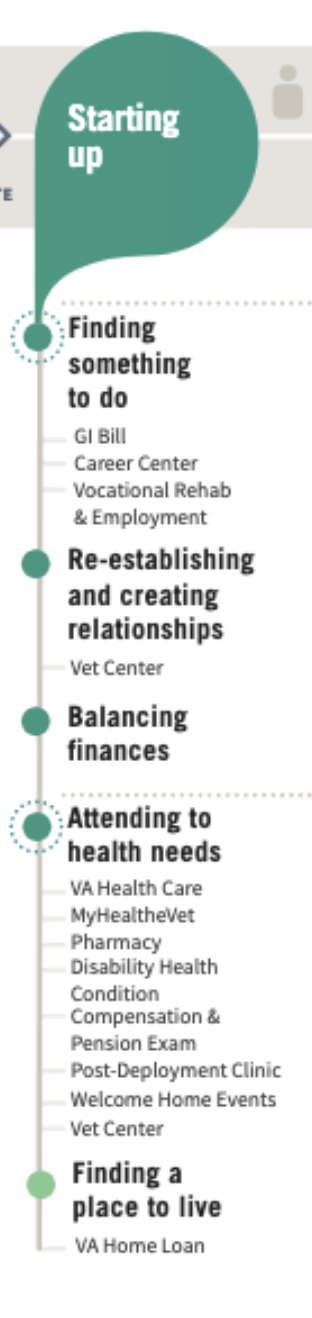 Starting
up
TE
Finding
something
to do
GI Bill
Career Center
Vocational Rehab
& Employment
Re-establishing
and creating
relationships
Vet Center
Balancing
finances
Attending to
health needs
VA Health Care
MyHealtheVet
Pharmacy
Disability Health
Condition
Compensation &
Pension Exam
Post-Deployment Clinic
Welcome Home Events
Vet Center
Finding a
place to live
VA Home Loan